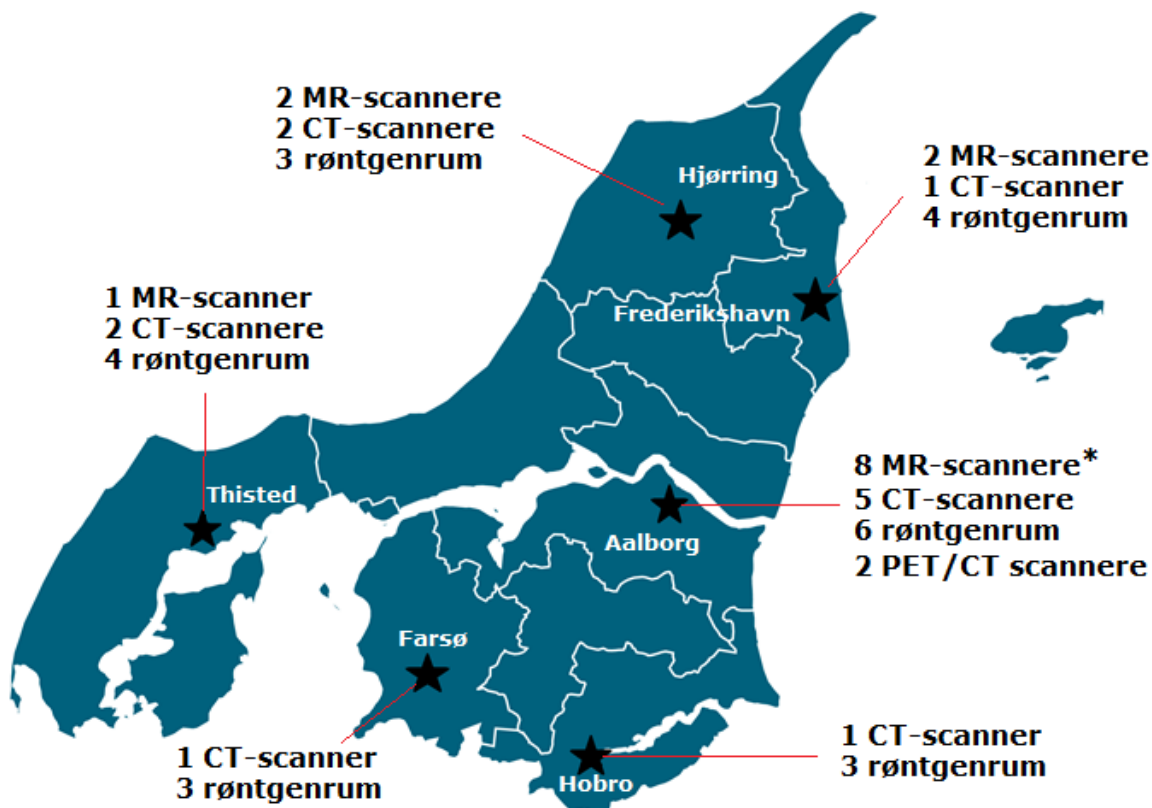 2 MR-scannere
2 CT-scannere
3 røntgenrum
Hjørring
2 MR-scannere
1 CT-scanner
4 røntgenrum
Frederikshavn
1 MR-scanner
2 CT-scannere
4 røntgenrum
Thisted
8 MR-scannere*
5 CT-scannere
6 røntgenrum
2 PET/CT scannere
Aalborg
Farsø
1 CT-scanner
3 røntgenrum
1 CT-scanner
3 røntgenrum
Hobro